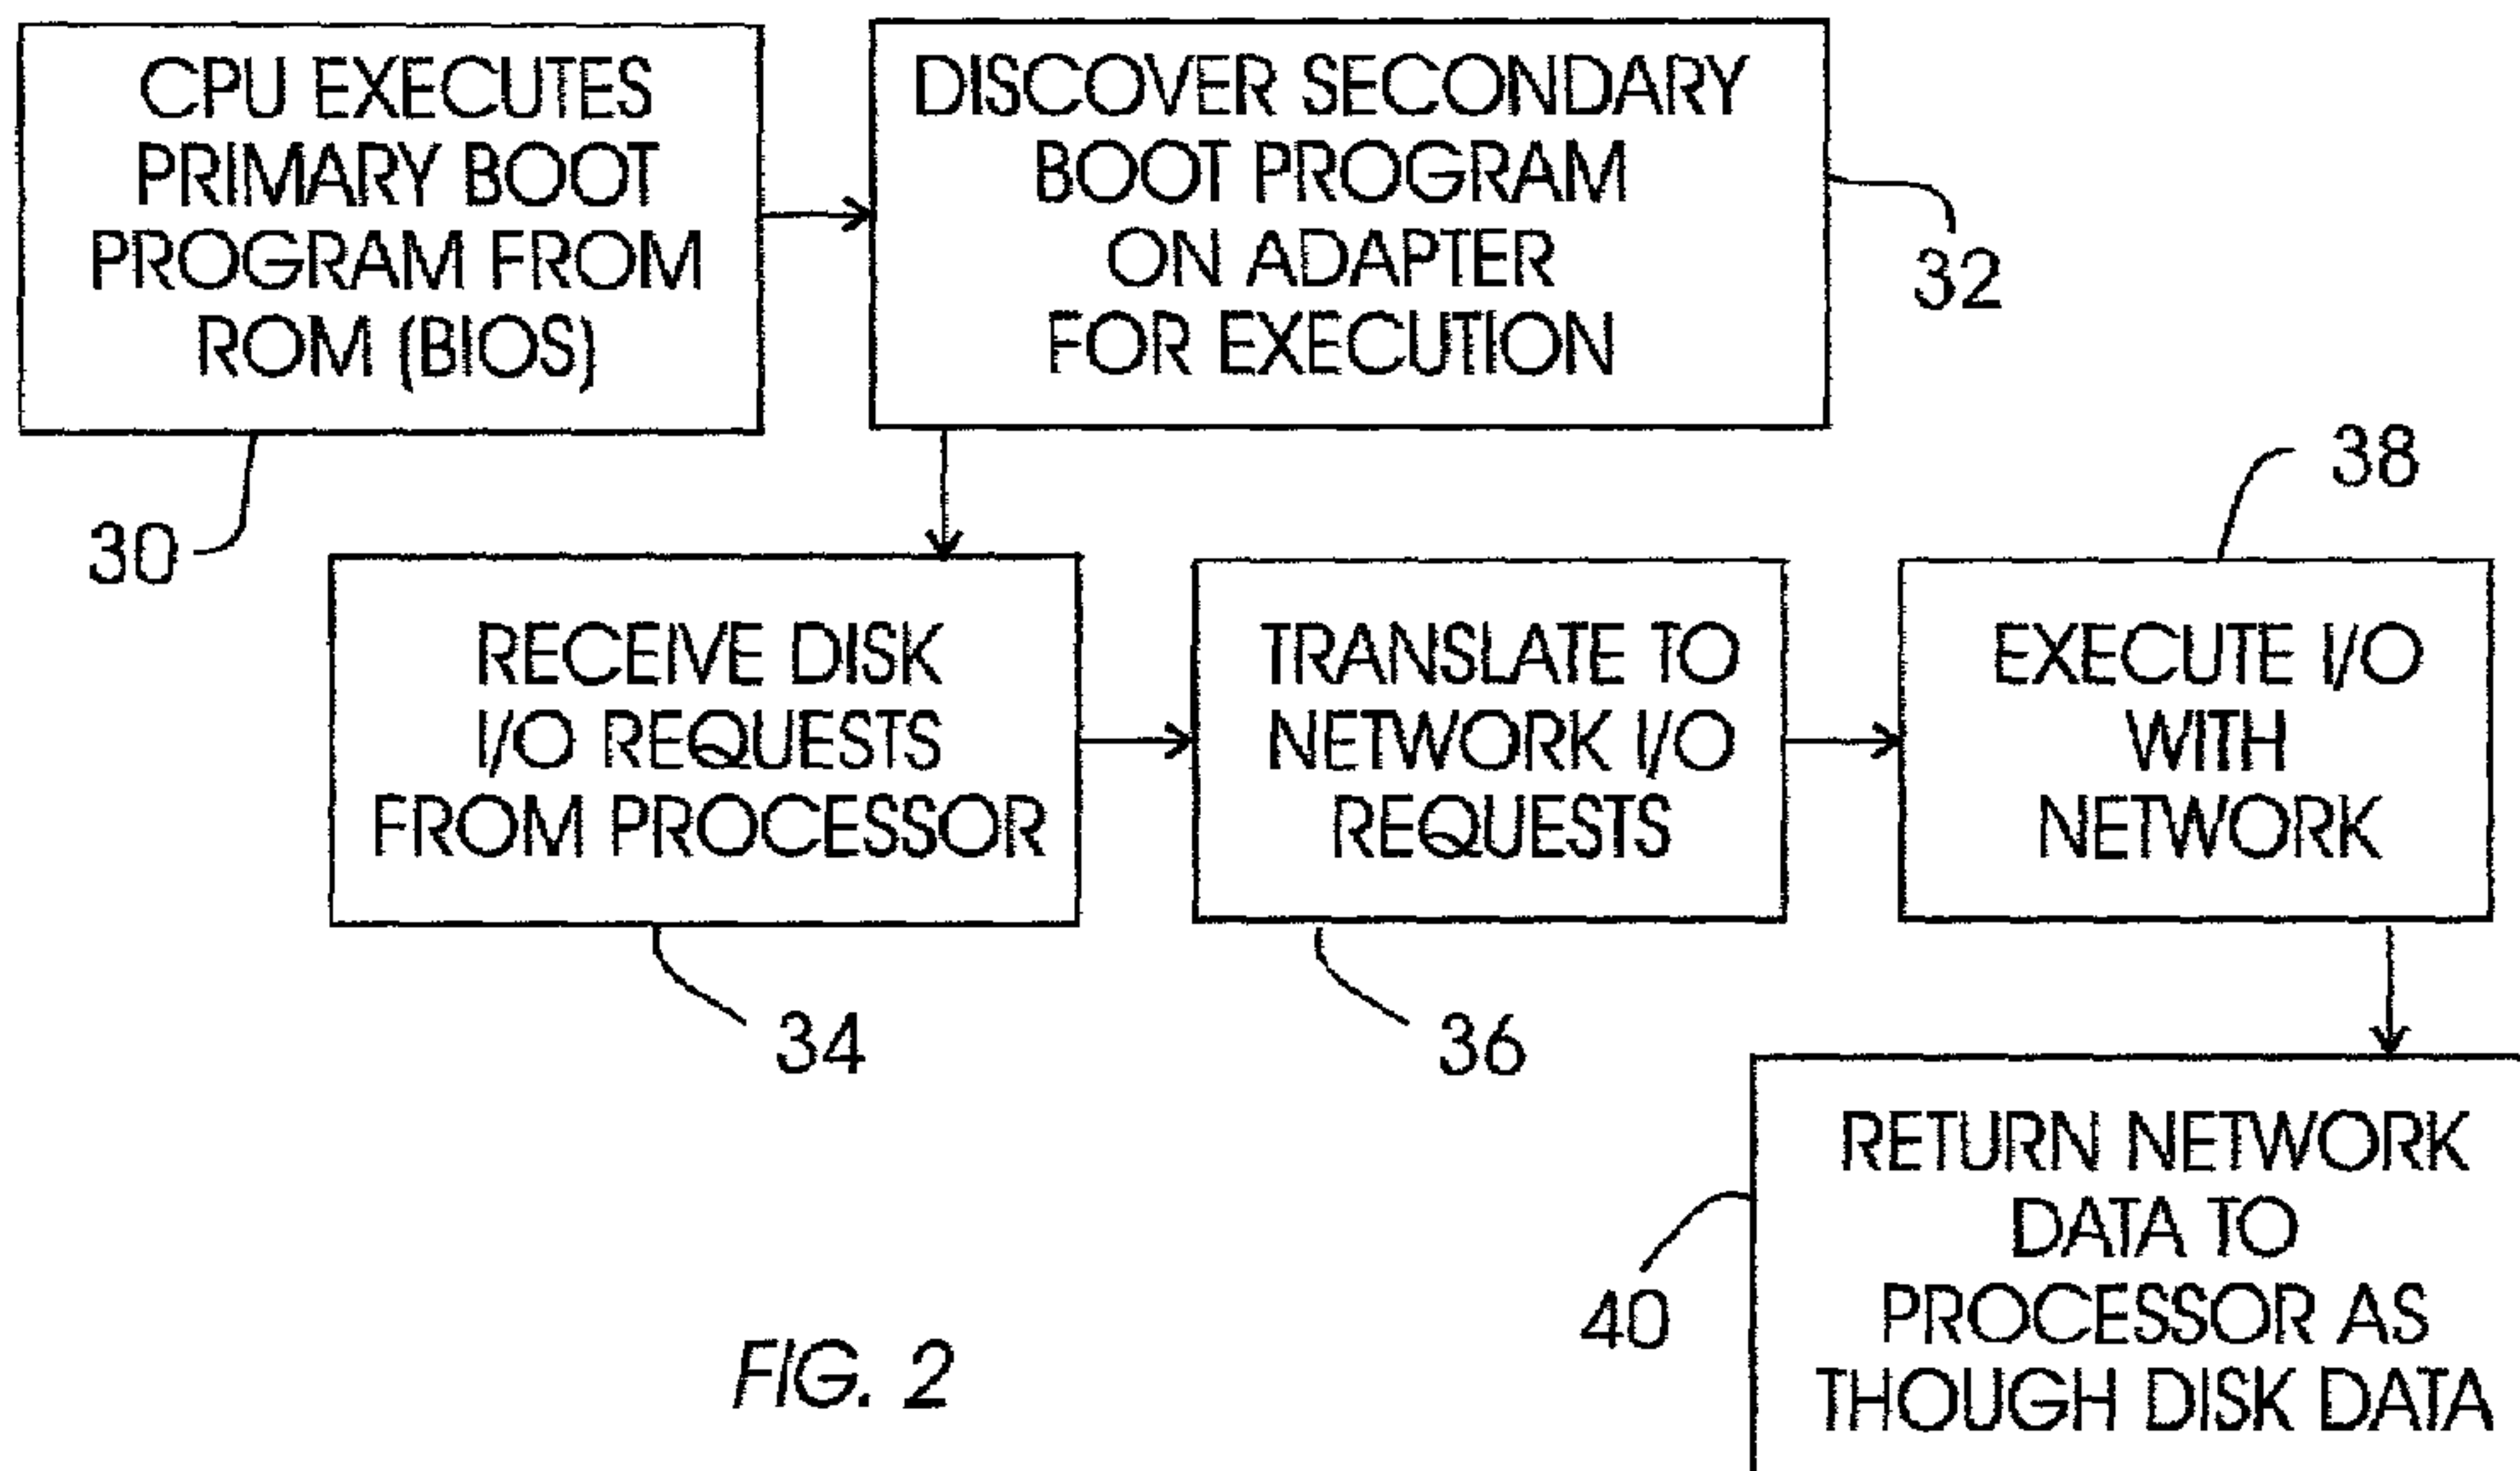 CPU EXECUTES
PRIMARY BOOT
PROGRAM FROM
ROM (BIOS)
30
DISCOVER SECONDARY
BOOT PROGRAM
ON ADAPTER
FOR EXECUTION
32
RECEIVE DISK
I/O REQUESTS
FROM PROCESSOR
34
TRANSLATE TO
NETWORK I/O
REQUESTS
36
38
EXECUTE I/O
WITH
NETWORK
RETURN NETWORK
DATA TO
PROCESSOR AS
THOUGH DISK DATA
40
FIG. 2